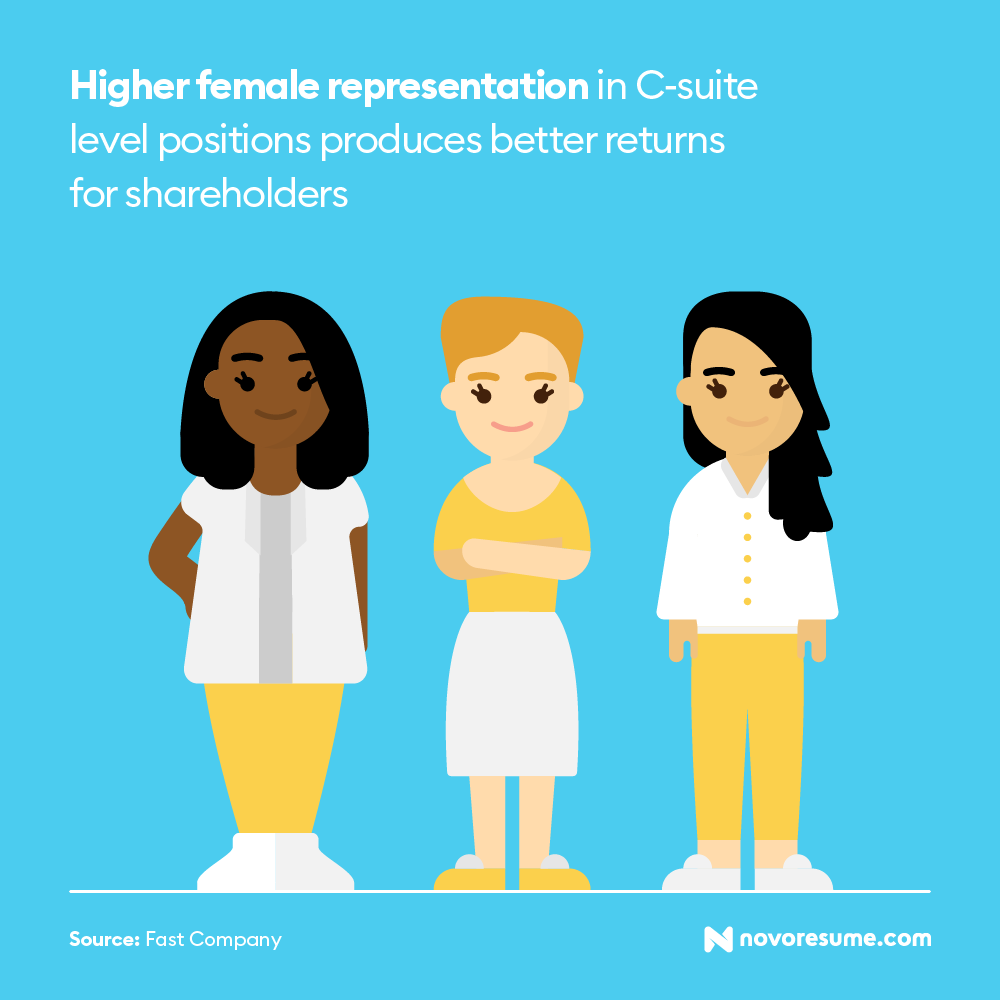 Higher female representation in C-suite
level positions produces better returns
for shareholders
Source: Fast Company
novoresume.com